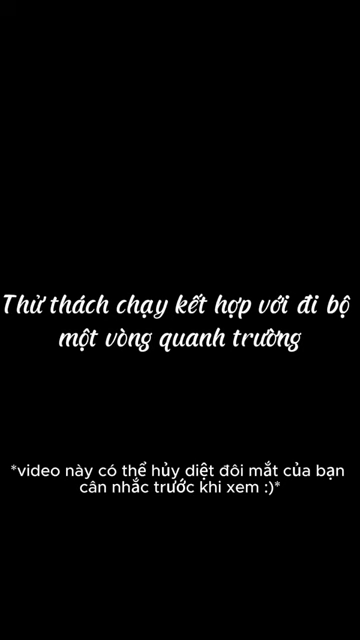 Thử thách chạy kết hợp với đi bộ
một vòng quanh trường
*video này có thể hủy diệt đôi mắt của bạn
cân nhắc trước khi xem :)*